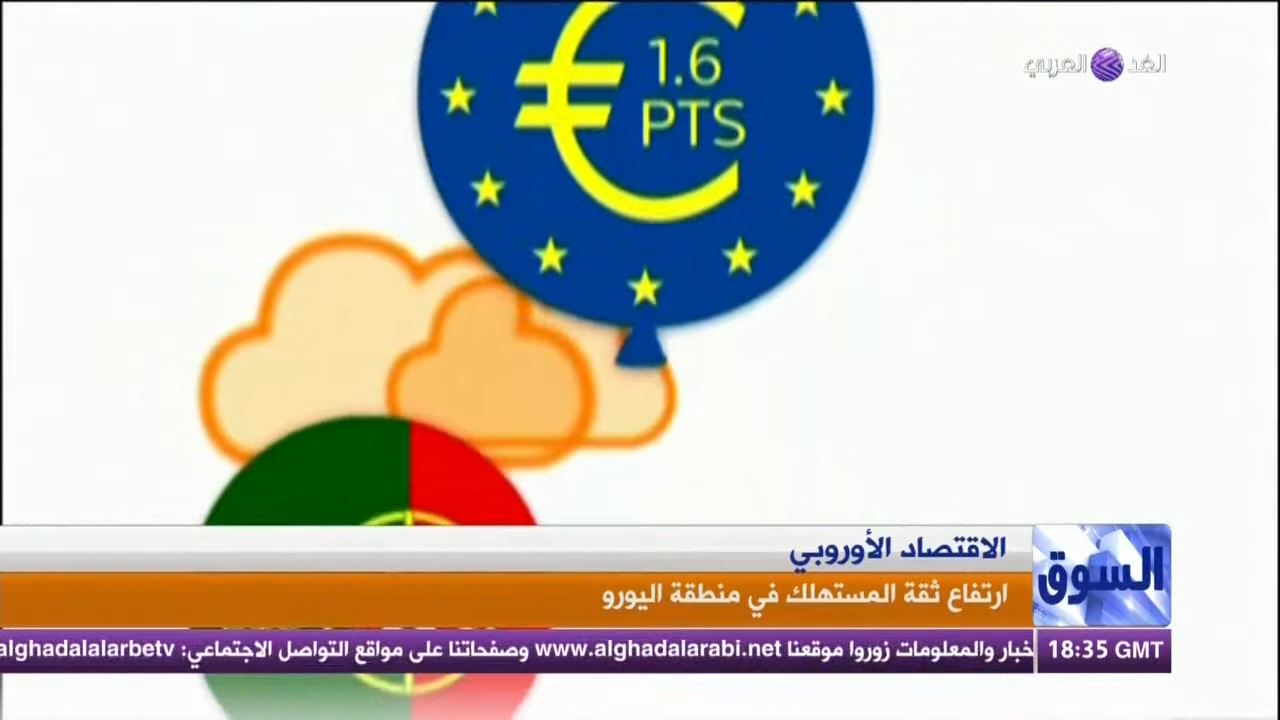 € 1.6
PTS
الغد العربي
الاقتصاد الأوروبي
ارتفاع ثقة المستهلك في منطقة اليورو
السوق
خبار والمعلومات زوروا موقعنا www.alghadalarabi.net وصفحاتنا على مواقع التواصل الاجتماعي: alghadalalarbetv
18:35 GMT